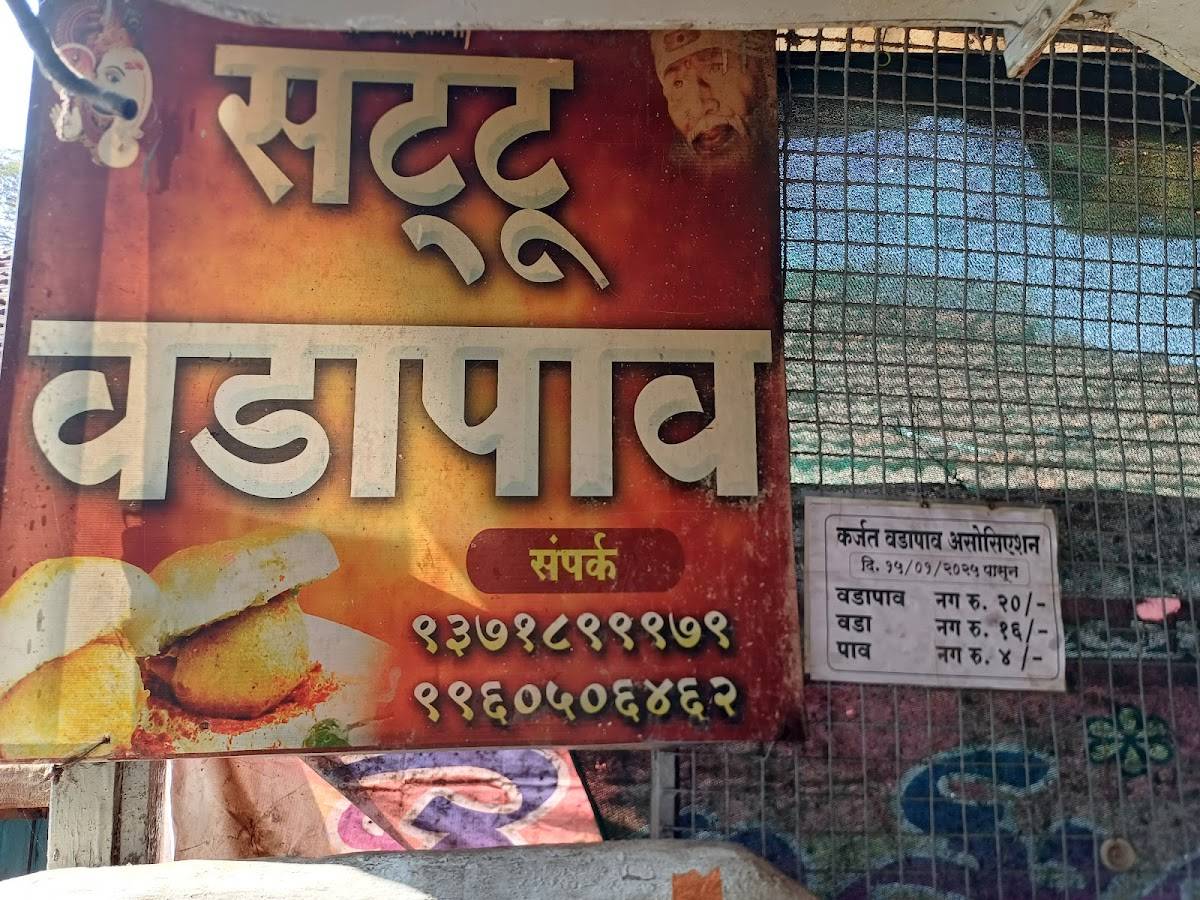 सट्टू
वडापाव
संपर्क
९३७१८९९९७९
९९६०५०६४६२
कर्जत वडापाव असोसिएशन
दि. १५/०१/२०२५ पासून
वडापाव नग रु. २०/-
वडा नग रु. १६/-
पाव नग रु. ४/-